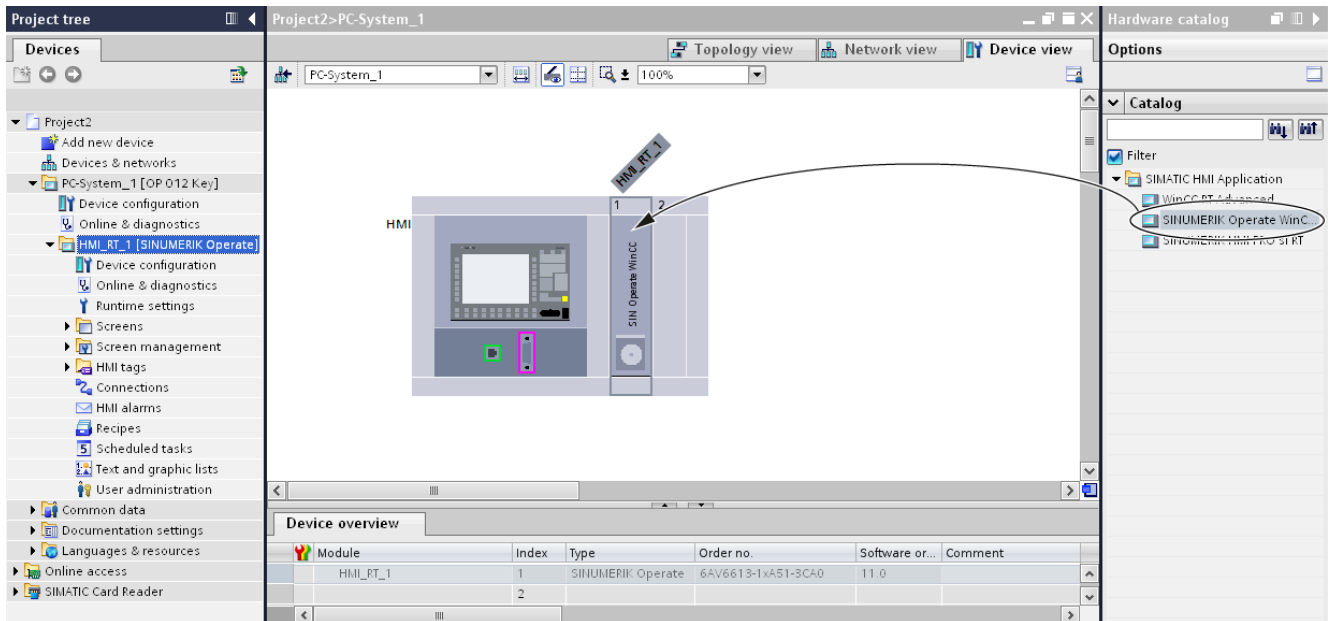 Project tree
Devices
Project2
Add new device
Devices & networks
PC-System_1 [OP 012 Key]
Device configuration
Online & diagnostics
HMI_RT_1 [SINUMERIK Operate]
Device configuration
Online & diagnostics
Runtime settings
Screens
Screen management
HMI tags
Connections
HMI alarms
Recipes
Scheduled tasks
Text and graphic lists
User administration
Common data
Documentation settings
Languages & resources
Online access
SIMATIC Card Reader
Project2>PC-System_1
Topology view
Network view
Device view
PC-System_1
100%
HMI_RT_1
1
2
HMI
SIN Operate WinCC
Device overview
Module Index Type Order no. Software or... Comment
HMI_RT_1 1 SINUMERIK Operate 6AV6613-1xA51-3CA0 11.0
2
Hardware catalog
Options
Catalog
Filter
SIMATIC HMI Application
WinCC RT Advanced
SINUMERIK Operate WinC...
SINUMERIK HMI PRO sl RT